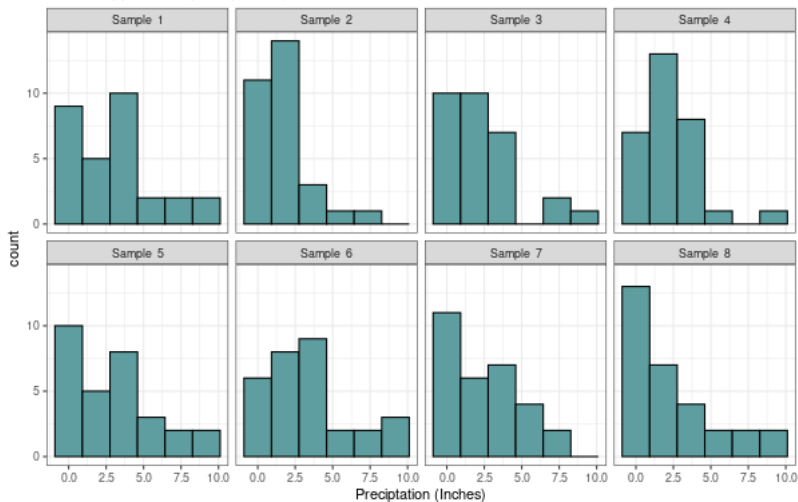 Sample 1
Sample 2
Sample 3
Sample 4
10
5
0
Sample 5
Sample 6
Sample 7
Sample 8
10
5
0
count
0.0 2.5 5.0 7.5 10.0
0.0 2.5 5.0 7.5 10.0
0.0 2.5 5.0 7.5 10.0
0.0 2.5 5.0 7.5 10.0
Preciptation (Inches)